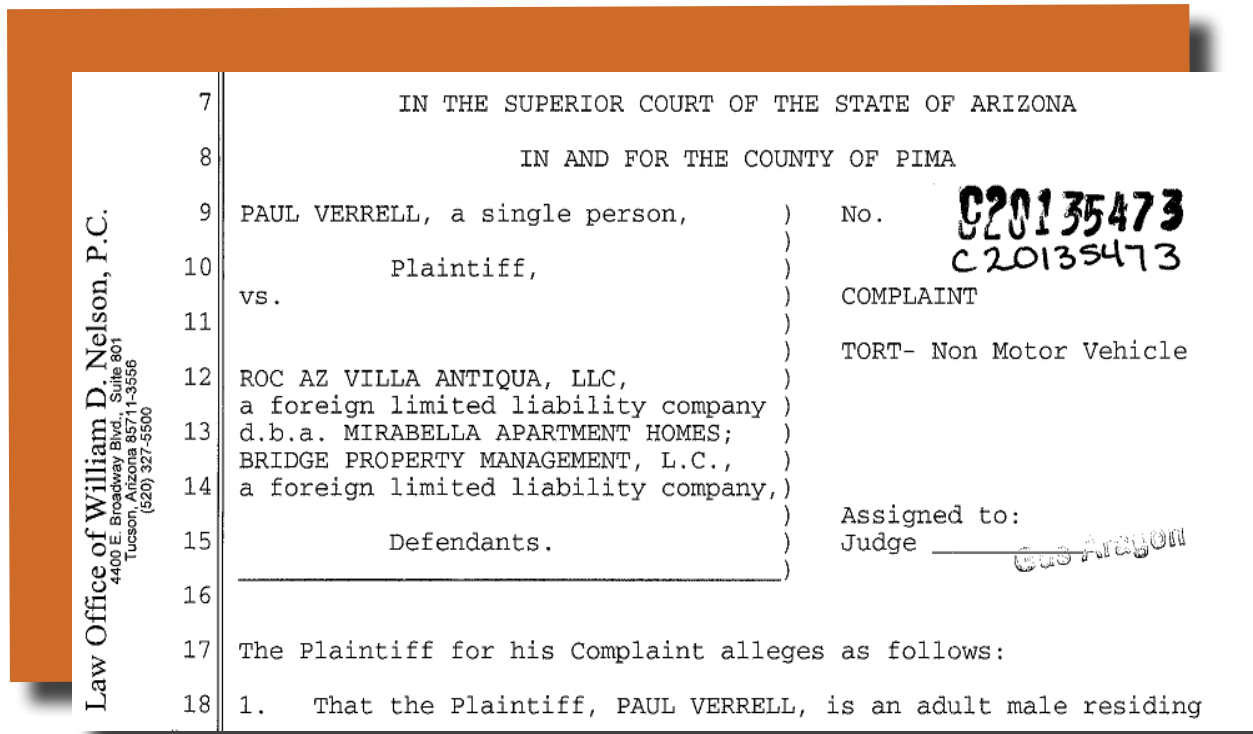 Law Office of William D. Nelson, P.C.
4400 E. Broadway Blvd., Suite 801
Tucson, Arizona 85711-3556
(520) 327-5500
7 IN THE SUPERIOR COURT OF THE STATE OF ARIZONA
8 IN AND FOR THE COUNTY OF PIMA
9 PAUL VERRELL, a single person, ) No. C20135473
)
C20135473
10 Plaintiff, )
vs. ) COMPLAINT
11 )
) TORT- Non Motor Vehicle
12 ROC AZ VILLA ANTIQUA, LLC, )
a foreign limited liability company )
13 d.b.a. MIRABELLA APARTMENT HOMES; )
BRIDGE PROPERTY MANAGEMENT, L.C., )
14 a foreign limited liability company,)
) Assigned to:
15 Defendants. ) Judge Gus Aragon
)
16
17 The Plaintiff for his Complaint alleges as follows:
18 1. That the Plaintiff, PAUL VERRELL, is an adult male residing